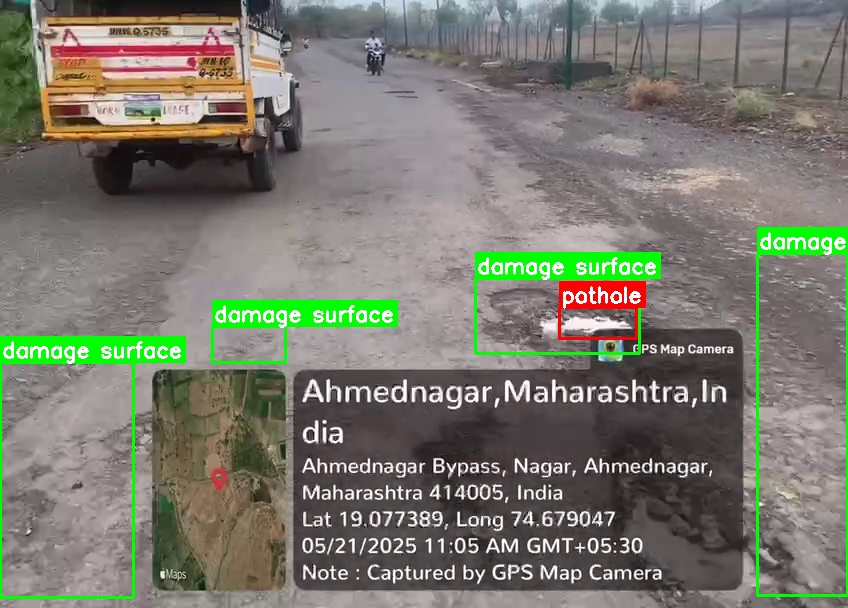 damage
damage surface
pothole
damage surface
damage surface
GPS Map Camera
Ahmednagar,Maharashtra,In
dia
Ahmednagar Bypass, Nagar, Ahmednagar,
Maharashtra 414005, India
Lat 19.077389, Long 74.679047
05/21/2025 11:05 AM GMT+05:30
Note : Captured by GPS Map Camera
Maps